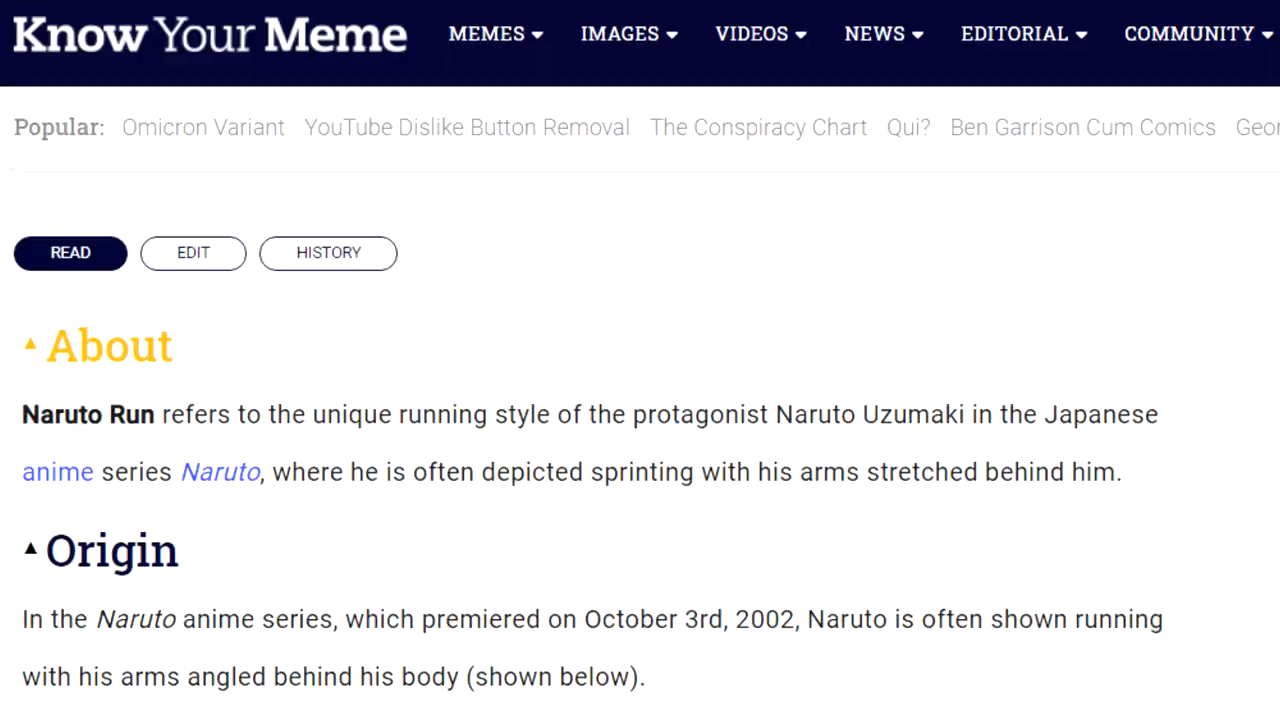 Know Your Meme MEMES IMAGES VIDEOS NEWS EDITORIAL COMMUNITY
Popular: Omicron Variant YouTube Dislike Button Removal The Conspiracy Chart Qui? Ben Garrison Cum Comics Geor
READ EDIT HISTORY
About
Naruto Run refers to the unique running style of the protagonist Naruto Uzumaki in the Japanese
anime series Naruto, where he is often depicted sprinting with his arms stretched behind him.
Origin
In the Naruto anime series, which premiered on October 3rd, 2002, Naruto is often shown running
with his arms angled behind his body (shown below).